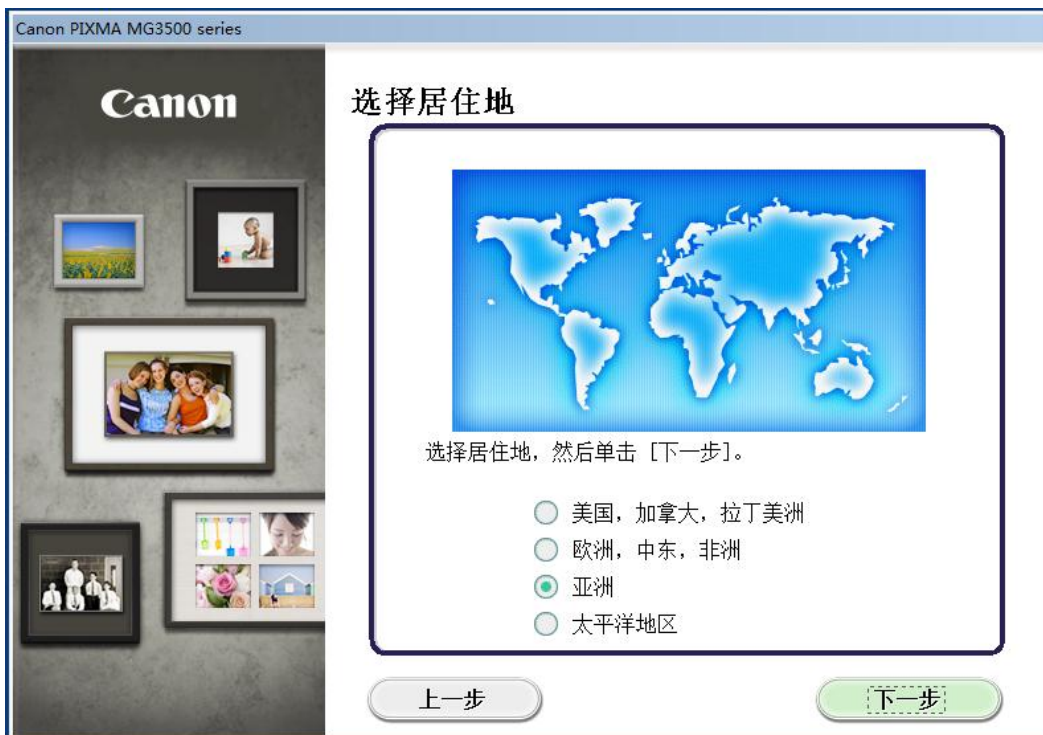 Canon PIXMA MG3500 series
Canon
选择居住地
选择居住地，然后单击［下一步］。
美国，加拿大，拉丁美洲
欧洲，中东，非洲
亚洲
太平洋地区
上一步
下一步